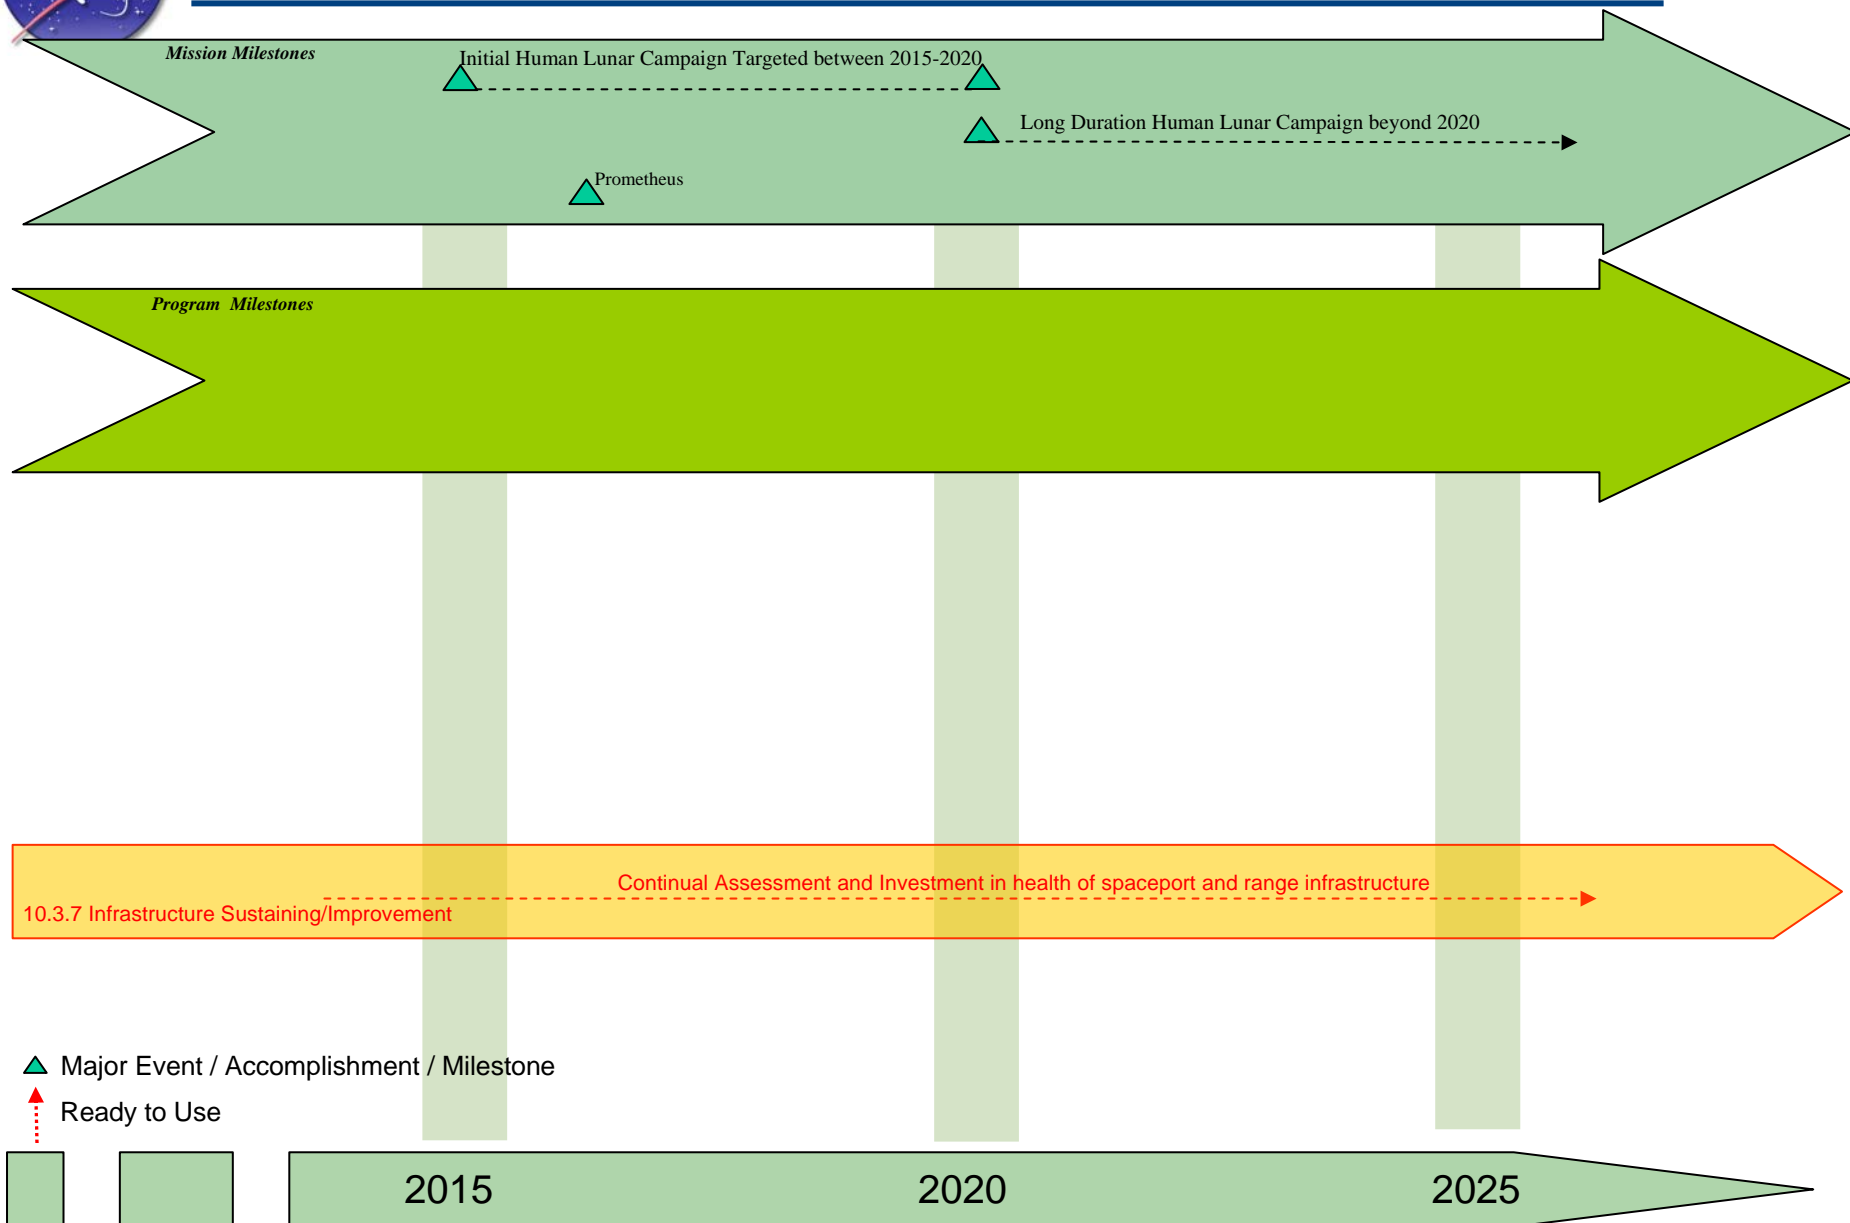 Mission Milestones
Initial Human Lunar Campaign Targeted between 2015-2020
Long Duration Human Lunar Campaign beyond 2020
Prometheus
Program Milestones
Continual Assessment and Investment in health of spaceport and range infrastructure
10.3.7 Infrastructure Sustaining/Improvement
Major Event / Accomplishment / Milestone
Ready to Use
2015
2020
2025